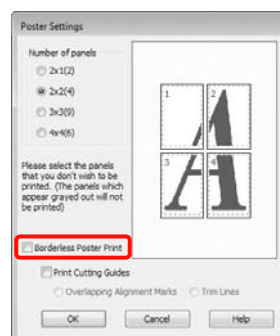 Poster Settings
Number of panels
2x1(2)
2x2(4)
3x3(9)
4x4(6)
Please select the panels
that you don't wish to be
printed. (The panels which
appear grayed out will not
be printed)
1
2
3
4
A
Borderless Poster Print
Print Cutting Guides
Overlapping Alignment Marks
Trim Lines
OK
Cancel
Help